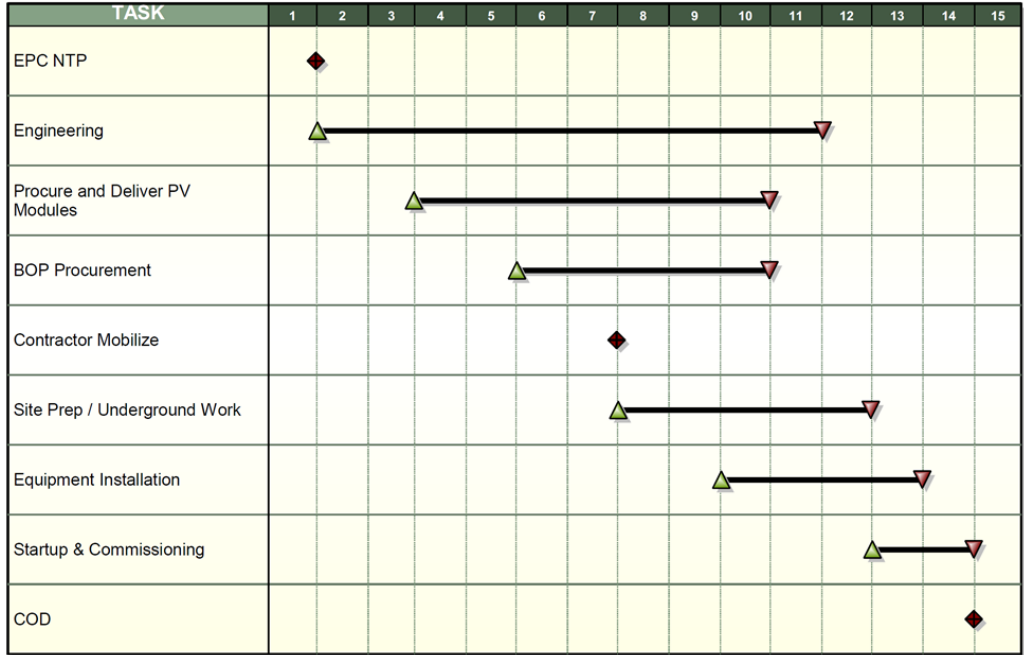 TASK 1 2 3 4 5 6 7 8 9 10 11 12 13 14 15
EPC NTP
Engineering
Procure and Deliver PV
Modules
BOP Procurement
Contractor Mobilize
Site Prep / Underground Work
Equipment Installation
Startup & Commissioning
COD